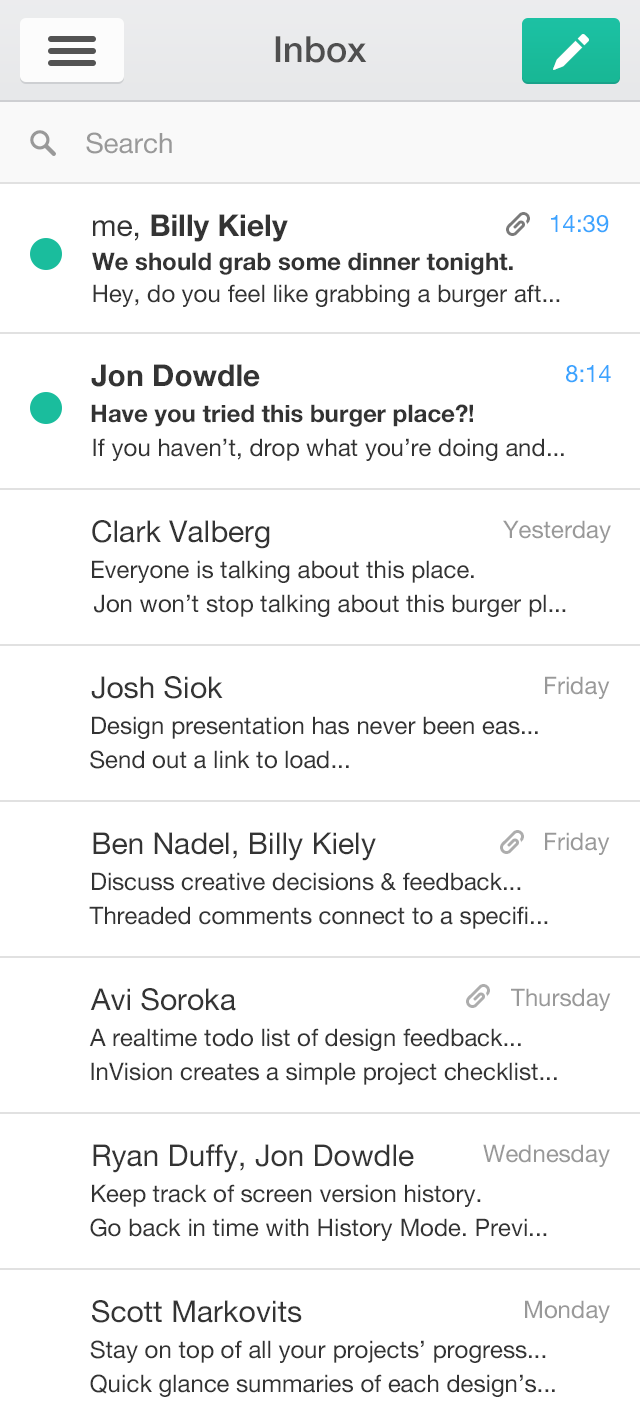 Inbox
Search
me, Billy Kiely 14:39
We should grab some dinner tonight.
Hey, do you feel like grabbing a burger aft...
Jon Dowdle 8:14
Have you tried this burger place?!
If you haven’t, drop what you’re doing and...
Clark Valberg Yesterday
Everyone is talking about this place.
Jon won’t stop talking about this burger pl...
Josh Siok Friday
Design presentation has never been eas...
Send out a link to load...
Ben Nadel, Billy Kiely Friday
Discuss creative decisions & feedback...
Threaded comments connect to a specifi...
Avi Soroka Thursday
A realtime todo list of design feedback...
InVision creates a simple project checklist...
Ryan Duffy, Jon Dowdle Wednesday
Keep track of screen version history.
Go back in time with History Mode. Previ...
Scott Markovits Monday
Stay on top of all your projects’ progress...
Quick glance summaries of each design’s...